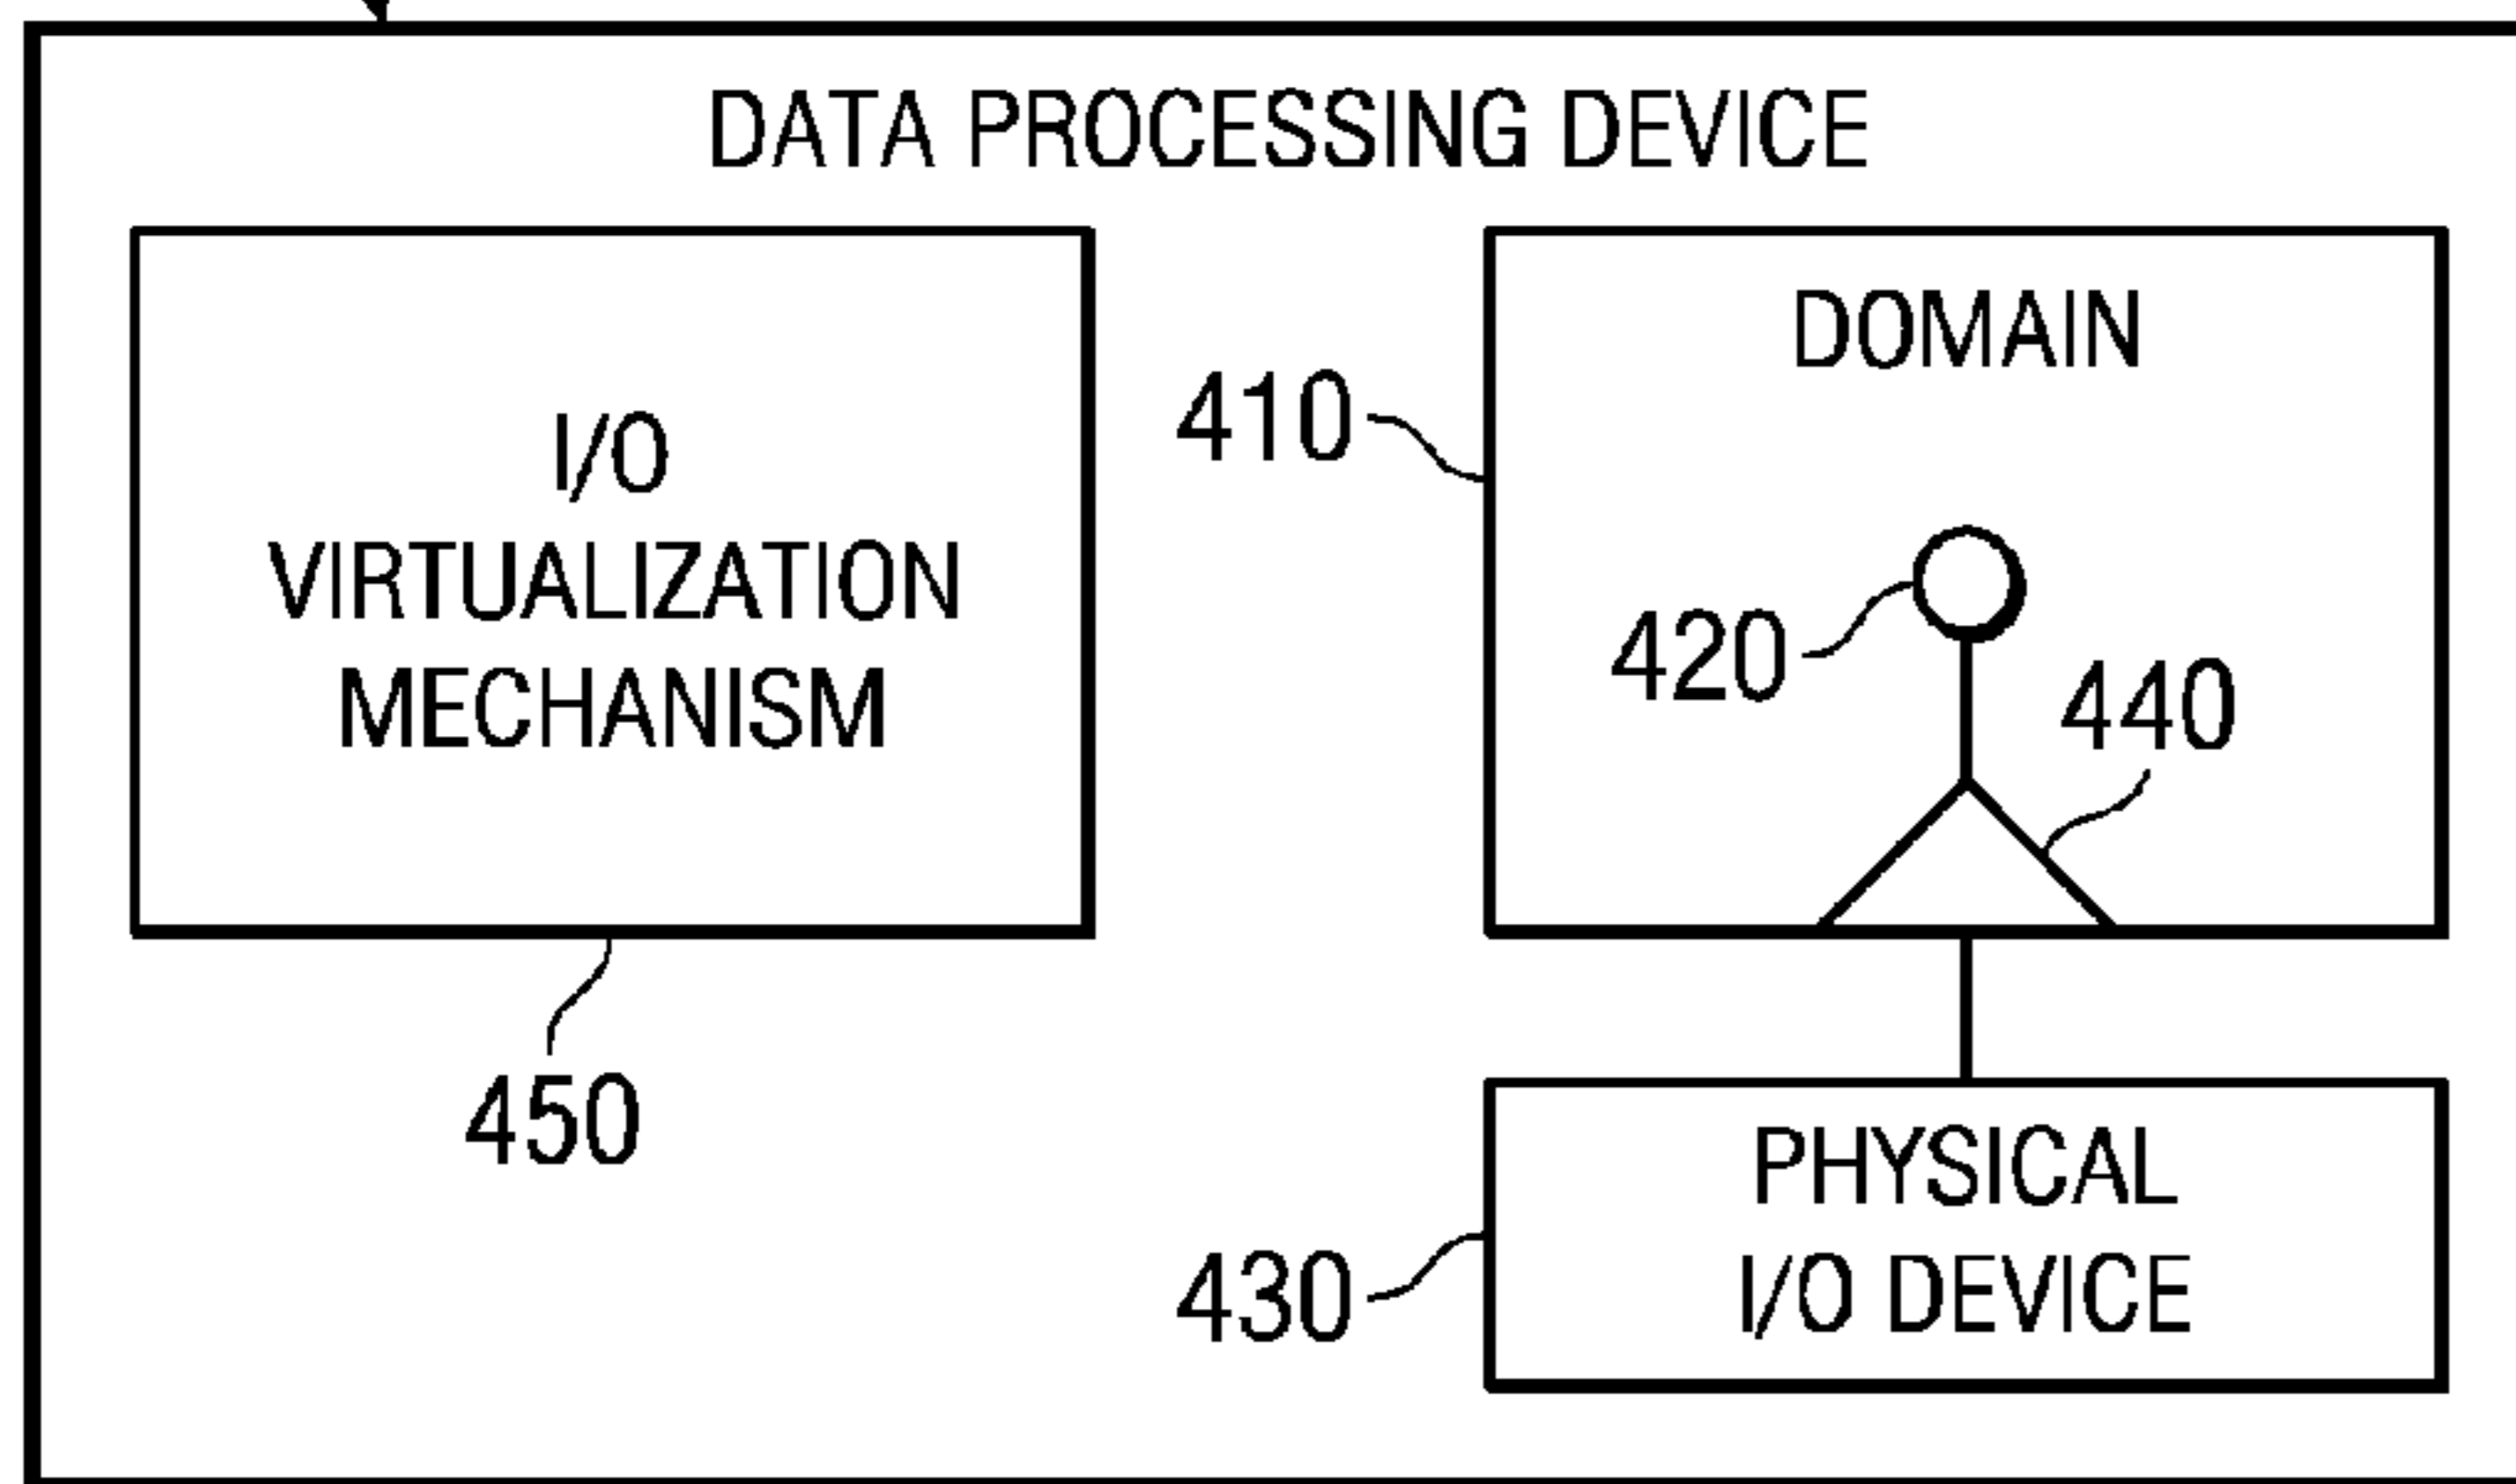 DATA PROCESSING DEVICE
I/O
VIRTUALIZATION
MECHANISM
450
410
DOMAIN
420
440
430
PHYSICAL
I/O DEVICE